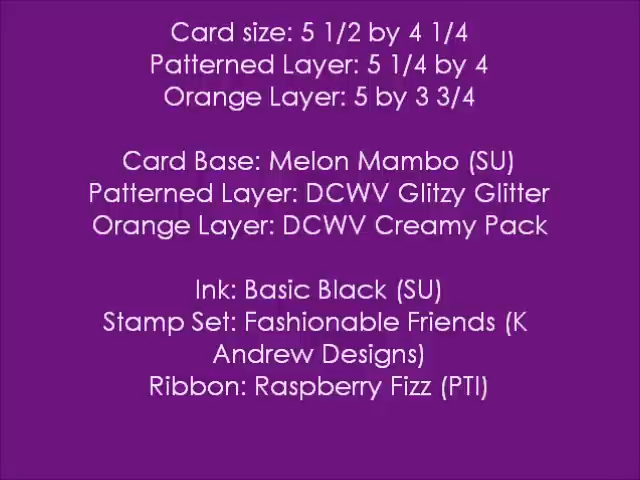 Card size: 5 1/2 by 4 1/4
Patterned Layer: 5 1/4 by 4
Orange Layer: 5 by 3 3/4
Card Base: Melon Mambo (SU)
Patterned Layer: DCWV Glitzy Glitter
Orange Layer: DCWV Creamy Pack
Ink: Basic Black (SU)
Stamp Set: Fashionable Friends (K
Andrew Designs)
Ribbon: Raspberry Fizz (PTI)